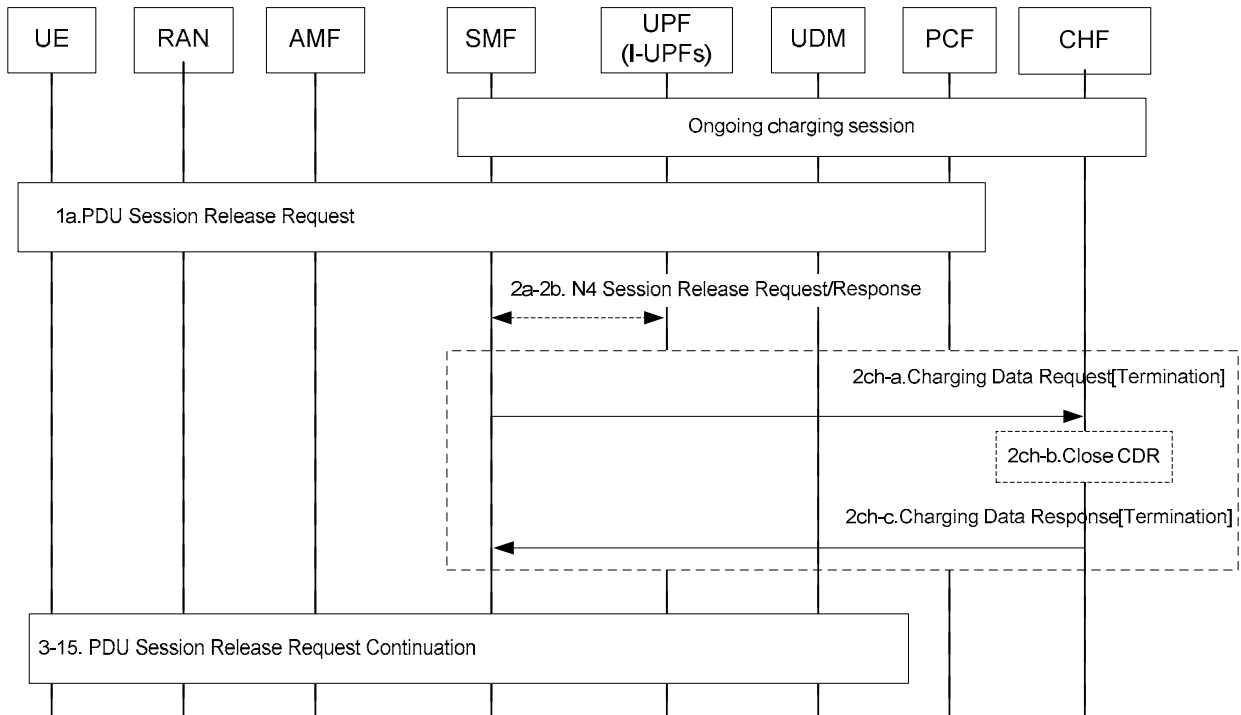 UE
RAN
AMF
SMF
UPF
(I-UPFs)
UDM
PCF
CHF
Ongoing charging session
1a.PDU Session Release Request
2a-2b. N4 Session Release Request/Response
2ch-a.Charging Data Request[Termination]
2ch-b.Close CDR
2ch-c.Charging Data Response[Termination]
3-15. PDU Session Release Request Continuation